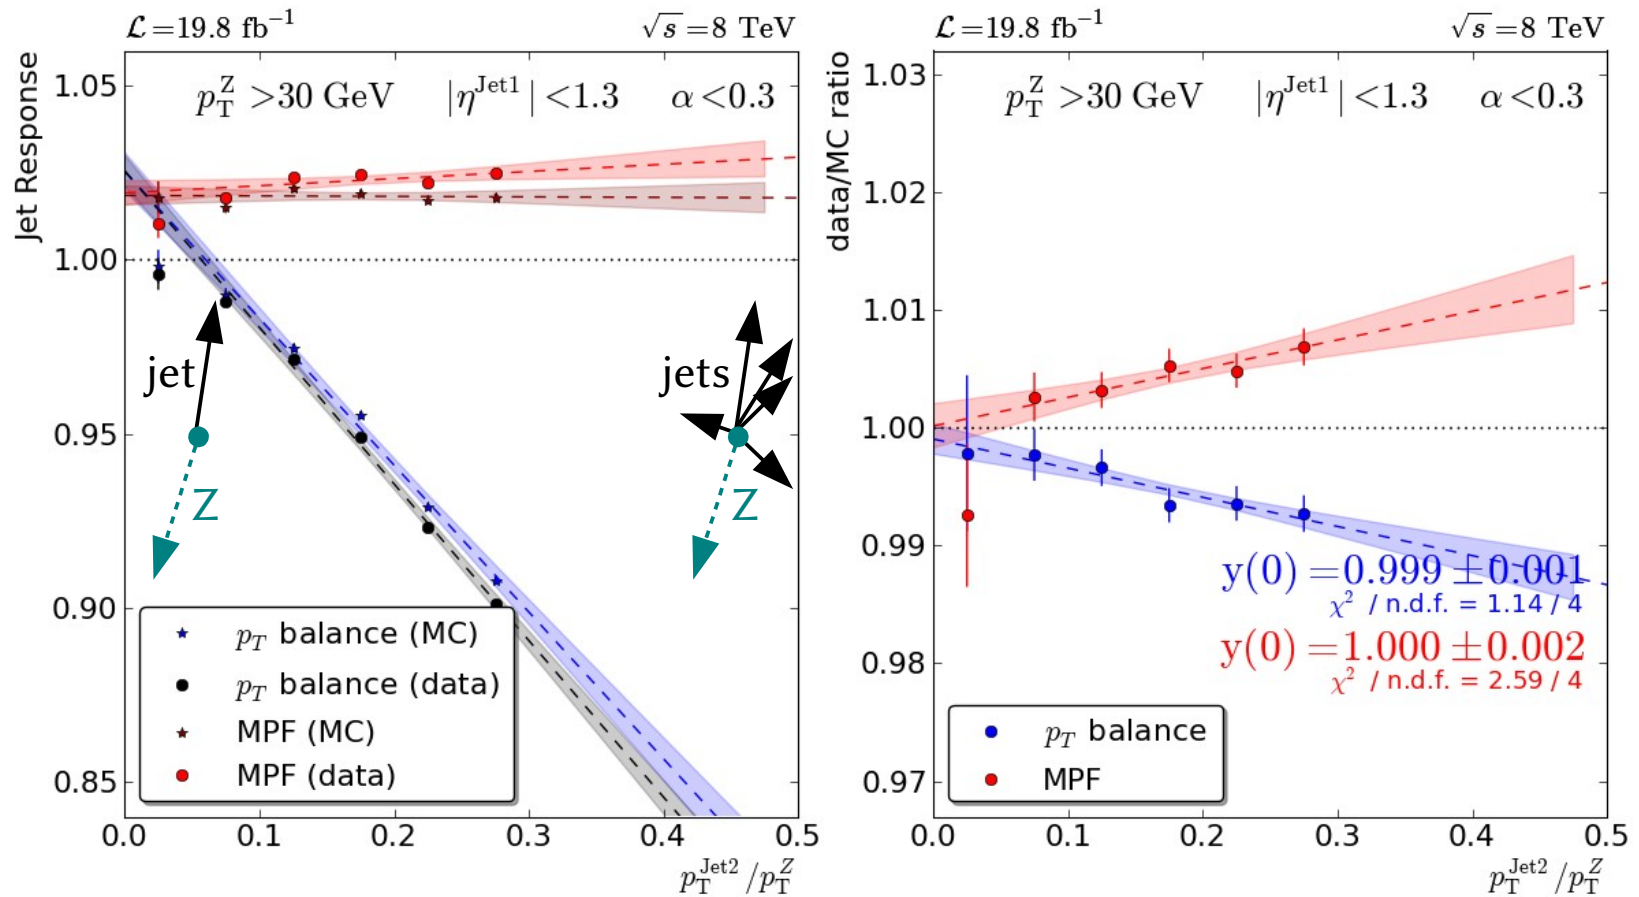 ℒ=19.8 fb⁻¹ √s=8 TeV
p_T^Z >30 GeV |η^Jet1|<1.3 α<0.3
Jet Response
1.05
1.00
0.95
0.90
0.85
jet
Z
jets
Z
p_T balance (MC)
p_T balance (data)
MPF (MC)
MPF (data)
0.0 0.1 0.2 0.3 0.4 0.5
p_T^Jet2/p_T^Z
ℒ=19.8 fb⁻¹ √s=8 TeV
p_T^Z >30 GeV |η^Jet1|<1.3 α<0.3
data/MC ratio
1.03
1.02
1.01
1.00
0.99
0.98
0.97
y(0)=0.999±0.001
χ² / n.d.f. = 1.14 / 4
y(0)=1.000±0.002
χ² / n.d.f. = 2.59 / 4
p_T balance
MPF
0.0 0.1 0.2 0.3 0.4 0.5
p_T^Jet2/p_T^Z